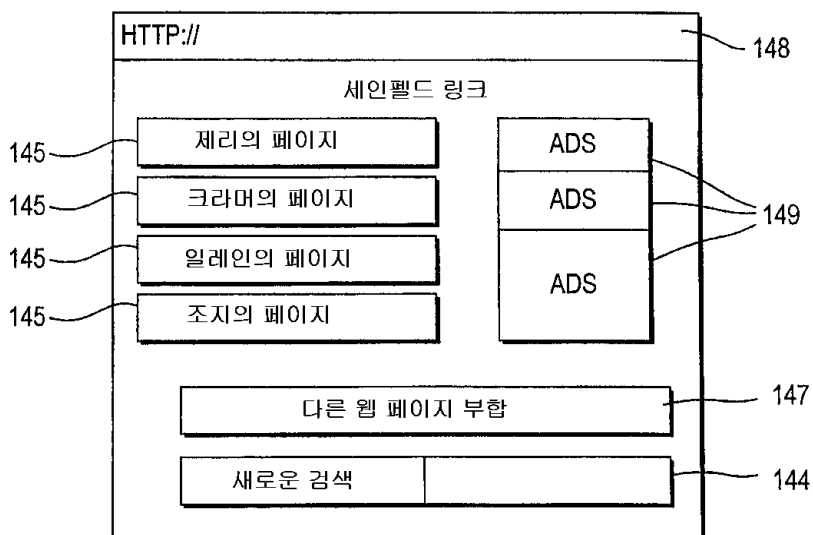 HTTP://
148
세인펠드 링크
145
제리의 페이지
ADS
145
크라머의 페이지
ADS
149
145
일레인의 페이지
ADS
145
조지의 페이지
다른 웹 페이지 부합
147
새로운 검색
144